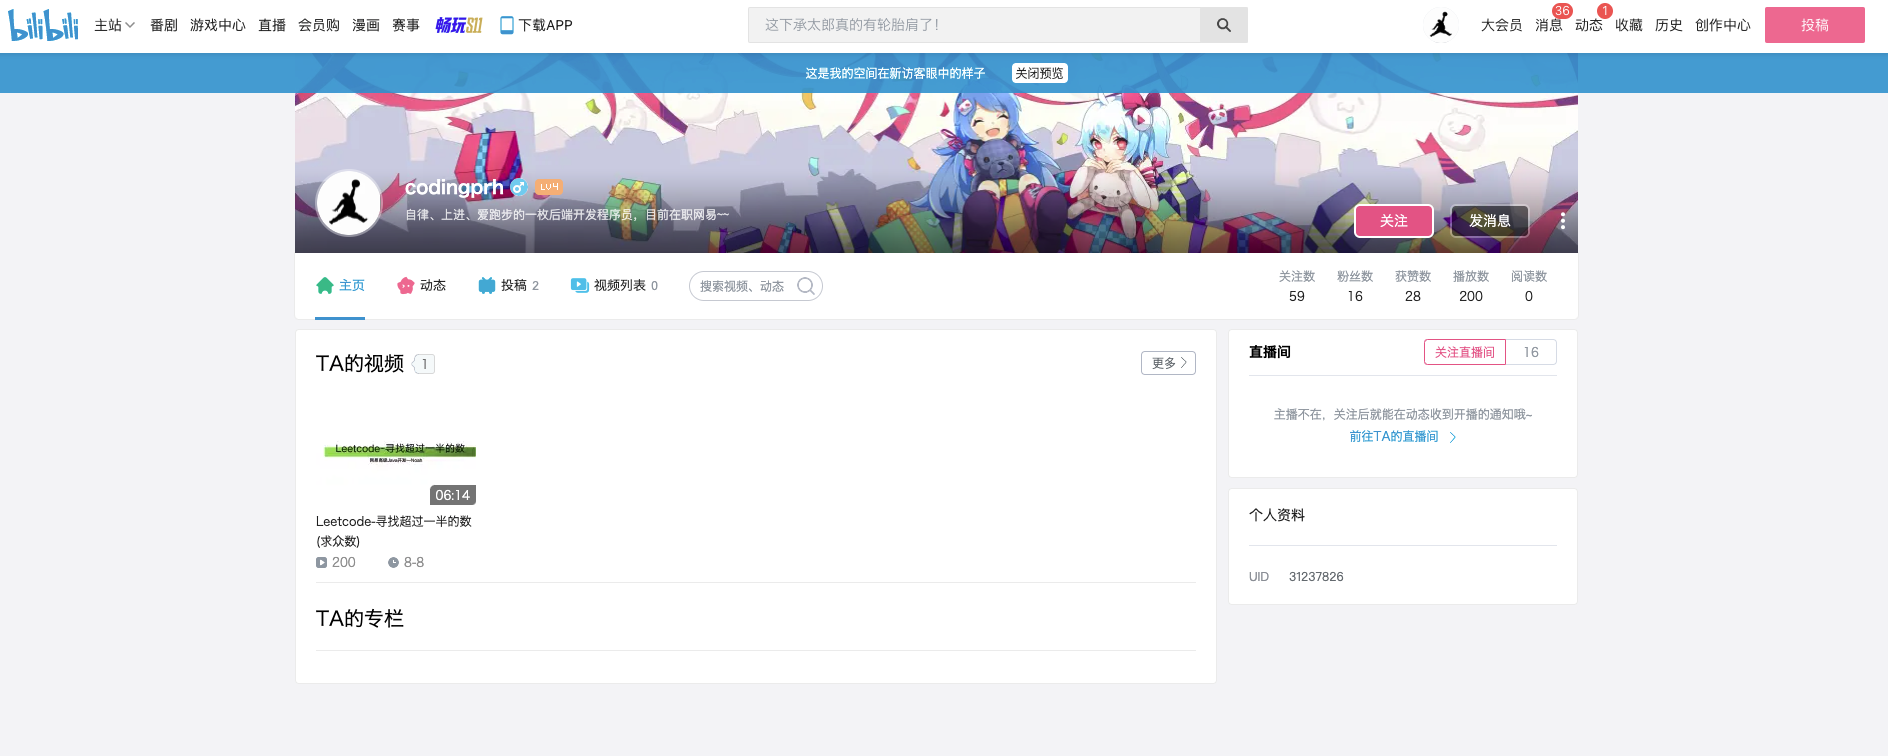 bilibili 主站 番剧 游戏中心 直播 会员购 漫画 赛事 畅玩S11 下载APP 这下承太郎真的有轮胎肩了! 大会员 消息 36 动态 1 收藏 历史 创作中心 投稿
这是我的空间在新访客眼中的样子 关闭预览
codingprh LV4
自律、上进、爱跑步的一枚后端开发程序员，目前在职网易~~
关注 发消息
主页 动态 投稿 2 视频列表 0 搜索视频、动态
关注数 粉丝数 获赞数 播放数 阅读数
59 16 28 200 0
TA的视频 1 更多
Leetcode-寻找超过一半的数
网易高级Java开发—Noah
06:14
Leetcode-寻找超过一半的数
(求众数)
200 8-8
TA的专栏
直播间 关注直播间 16
主播不在，关注后就能在动态收到开播的通知哦~
前往TA的直播间
个人资料
UID 31237826